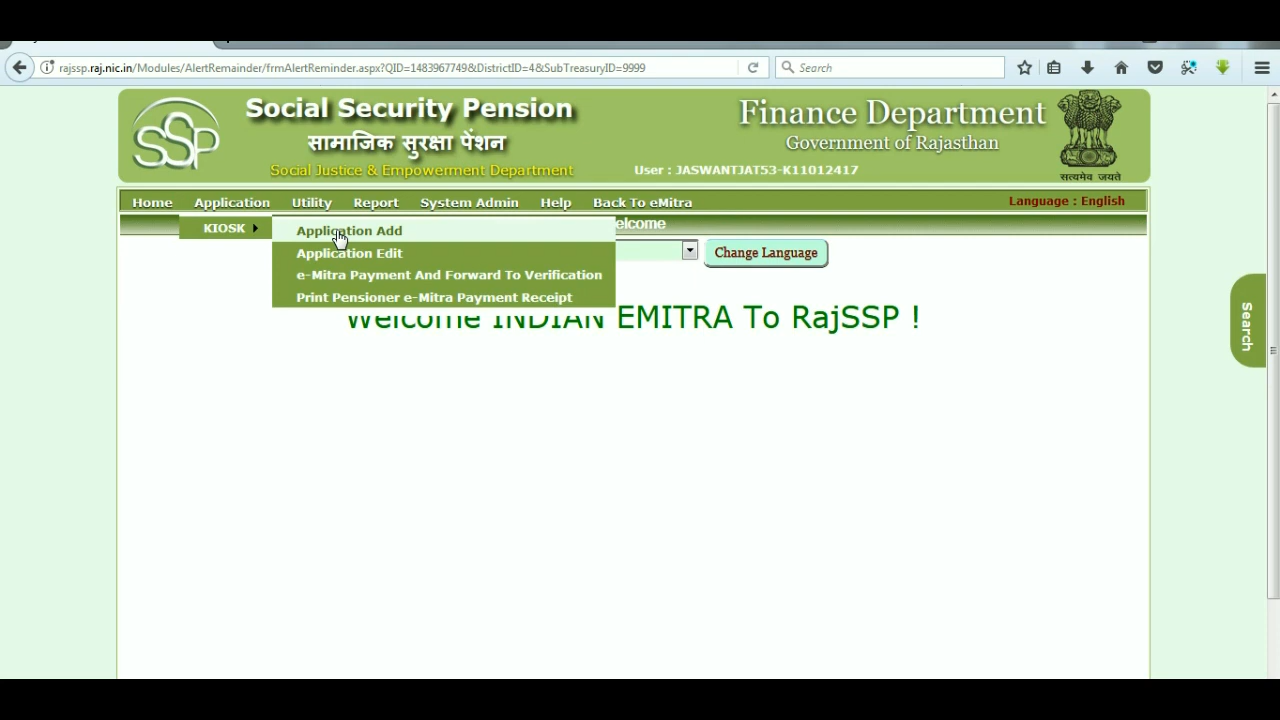 rajssp.raj.nic.in/Modules/AlertRemainder/frmAlertReminder.aspx?QID=1483967749&DistrictID=4&SubTreasuryID=9999
Search
SSP
Social Security Pension
सामाजिक सुरक्षा पेंशन
Social Justice & Empowerment Department
Finance Department
Government of Rajasthan
User : JASWANTJAT53-K11012417
सत्यमेव जयते
Home Application Utility Report System Admin Help Back To eMitra Language : English
KIOSK
elcome
Application Add
Application Edit
e-Mitra Payment And Forward To Verification
Print Pensioner e-Mitra Payment Receipt
Change Language
Welcome INDIAN EMITRA To RajSSP !
Search